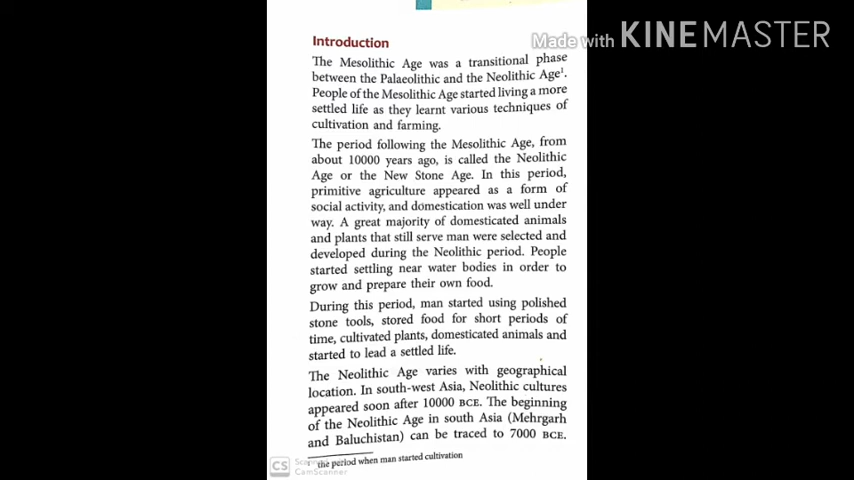 Made with KINEMASTER
Introduction
The Mesolithic Age was a transitional phase
between the Palaeolithic and the Neolithic Age¹.
People of the Mesolithic Age started living a more
settled life as they learnt various techniques of
cultivation and farming.
The period following the Mesolithic Age, from
about 10000 years ago, is called the Neolithic
Age or the New Stone Age. In this period,
primitive agriculture appeared as a form of
social activity, and domestication was well under
way. A great majority of domesticated animals
and plants that still serve man were selected and
developed during the Neolithic period. People
started settling near water bodies in order to
grow and prepare their own food.
During this period, man started using polished
stone tools, stored food for short periods of
time, cultivated plants, domesticated animals and
started to lead a settled life.
The Neolithic Age varies with geographical
location. In south-west Asia, Neolithic cultures
appeared soon after 10000 BCE. The beginning
of the Neolithic Age in south Asia (Mehrgarh
and Baluchistan) can be traced to 7000 BCE.
¹ the period when man started cultivation
CS
CamScanner